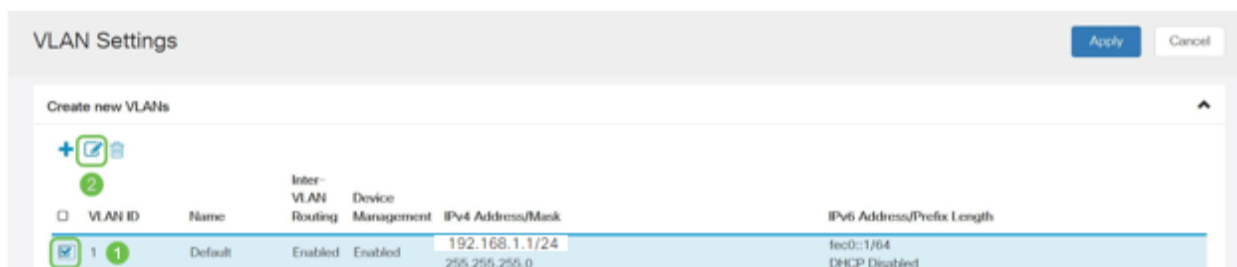 VLAN Settings
Apply
Cancel
Create new VLANs
2
VLAN ID Name Inter-VLAN Routing Device Management IPv4 Address/Mask IPv6 Address/Prefix Length
1 1 Default Enabled Enabled 192.168.1.1/24 fec0::1/64
255.255.255.0 DHCP Disabled